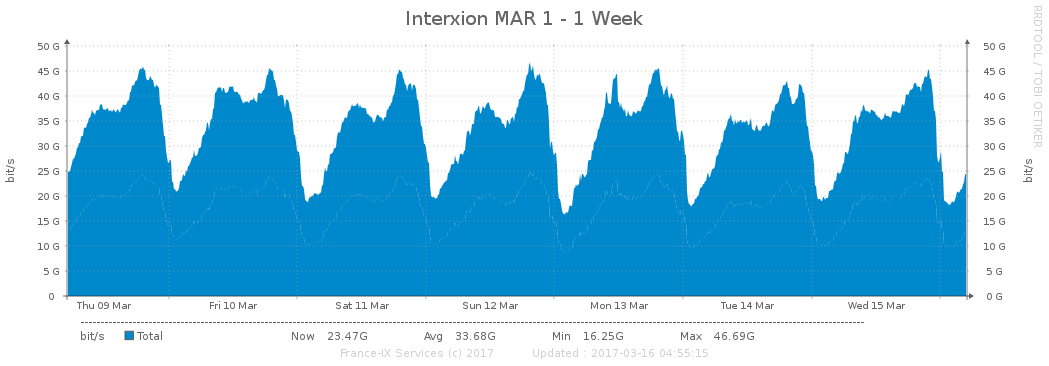 Interxion MAR 1 - 1 Week
RRDTOOL / TOBI OETIKER
50 G 50 G
45 G 45 G
40 G 40 G
35 G 35 G
30 G 30 G
25 G 25 G
20 G 20 G
15 G 15 G
10 G 10 G
5 G 5 G
0 0 G
bit/s bit/s
Thu 09 Mar Fri 10 Mar Sat 11 Mar Sun 12 Mar Mon 13 Mar Tue 14 Mar Wed 15 Mar
bit/s Total Now 23.47G Avg 33.68G Min 16.25G Max 46.69G
France-IX Services (c) 2017 Updated : 2017-03-16 04:55:15